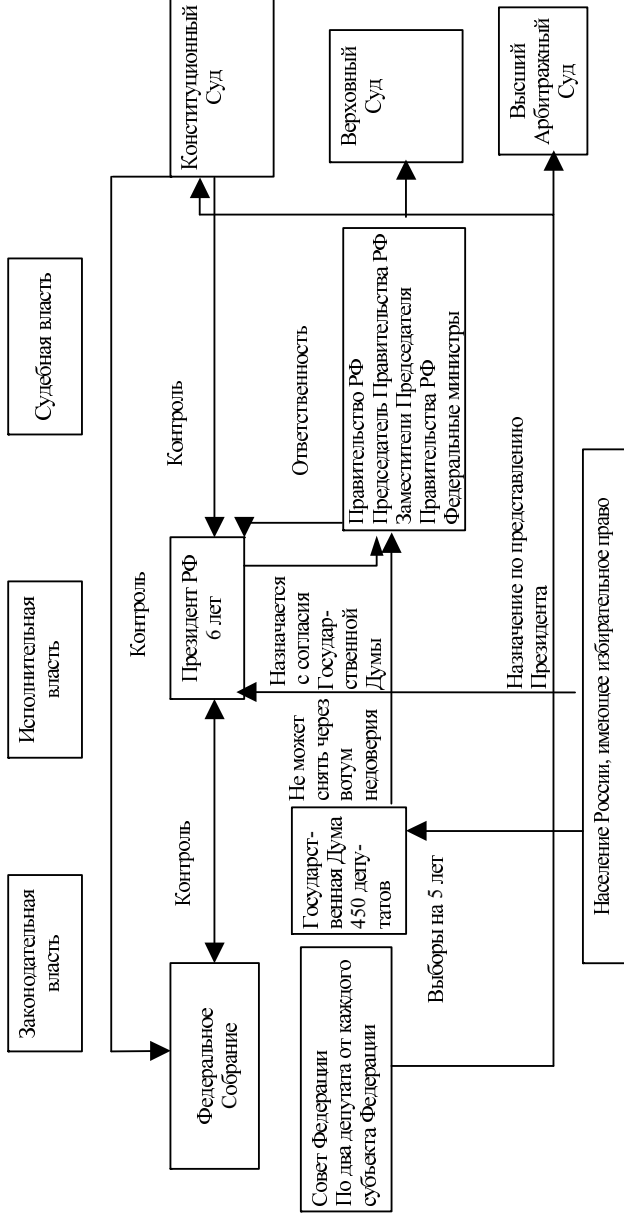 Законодательная
власть
Исполнительная
власть
Судебная власть
Контроль
Федеральное
Собрание
Контроль
Президент РФ
6 лет
Контроль
Конституционный
Суд
Совет Федерации
По два депутата от каждого
субъекта Федерации
Государст-
венная Дума
450 депу-
татов
Не может
снять через
вотум
недоверия
Назначается
с согласия
Государ-
ственной
Думы
Ответственность
Правительство РФ
Председатель Правительства РФ
Заместители Председателя
Правительства РФ
Федеральные министры
Верховный
Суд
Выборы на 5 лет
Назначение по представлению
Президента
Высший
Арбитражный
Суд
Население России, имеющее избирательное право